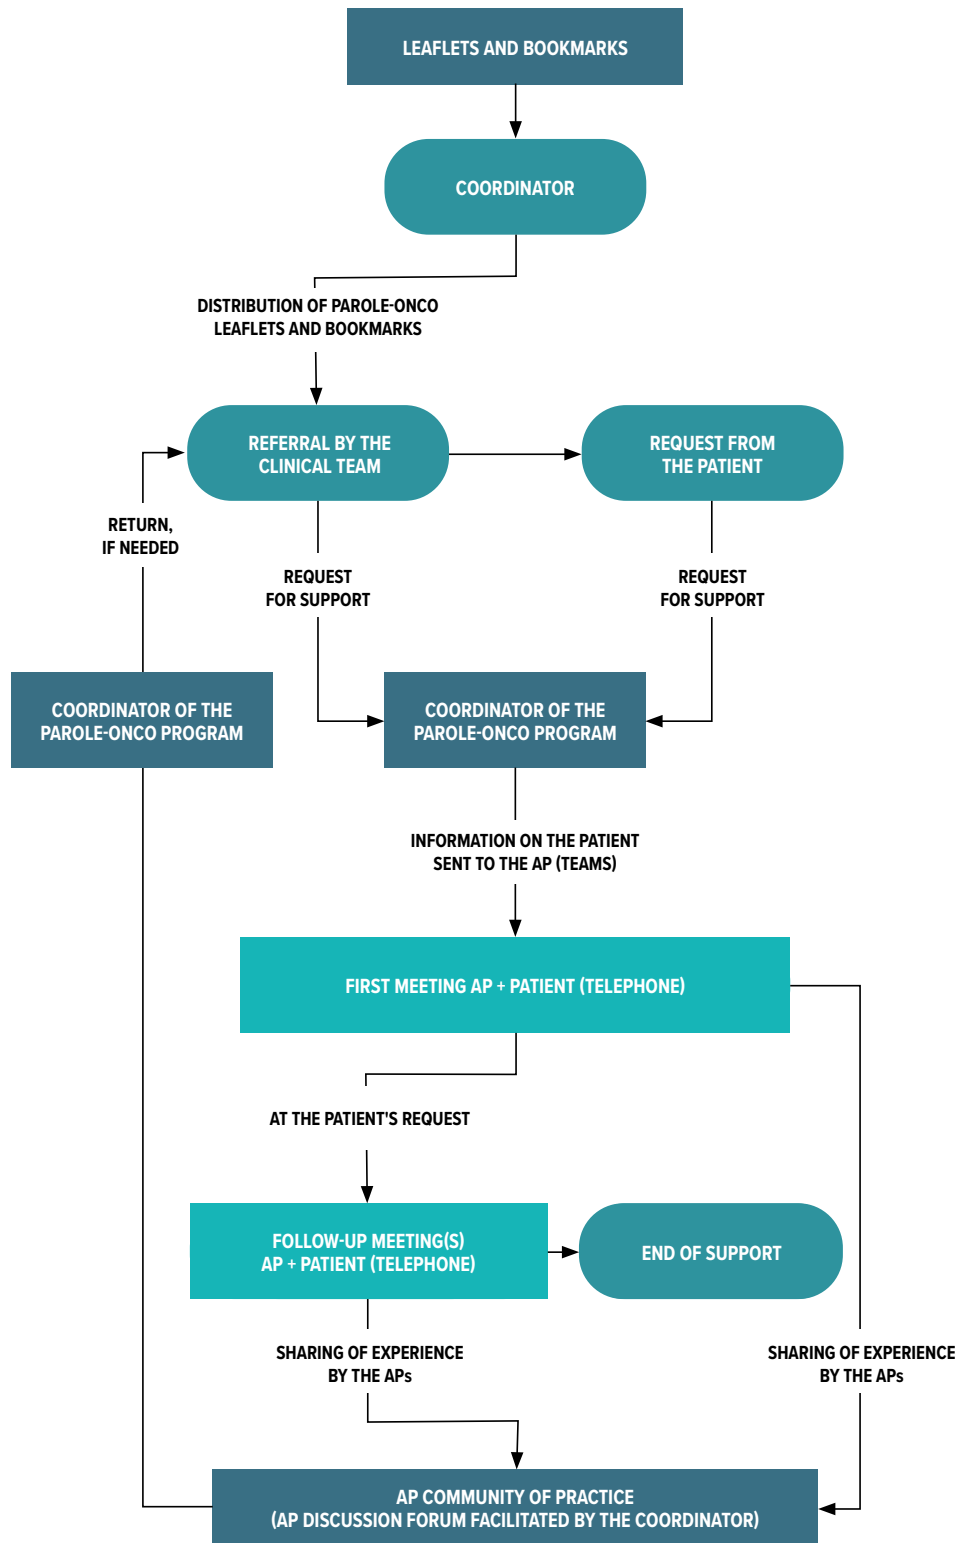 LEAFLETS AND BOOKMARKS
COORDINATOR
DISTRIBUTION OF PAROLE-ONCO
LEAFLETS AND BOOKMARKS
REFERRAL BY THE
CLINICAL TEAM
REQUEST FROM
THE PATIENT
RETURN,
IF NEEDED
REQUEST
FOR SUPPORT
REQUEST
FOR SUPPORT
COORDINATOR OF THE
PAROLE-ONCO PROGRAM
COORDINATOR OF THE
PAROLE-ONCO PROGRAM
INFORMATION ON THE PATIENT
SENT TO THE AP (TEAMS)
FIRST MEETING AP + PATIENT (TELEPHONE)
AT THE PATIENT'S REQUEST
FOLLOW-UP MEETING(S)
AP + PATIENT (TELEPHONE)
END OF SUPPORT
SHARING OF EXPERIENCE
BY THE APs
SHARING OF EXPERIENCE
BY THE APs
AP COMMUNITY OF PRACTICE
(AP DISCUSSION FORUM FACILITATED BY THE COORDINATOR)